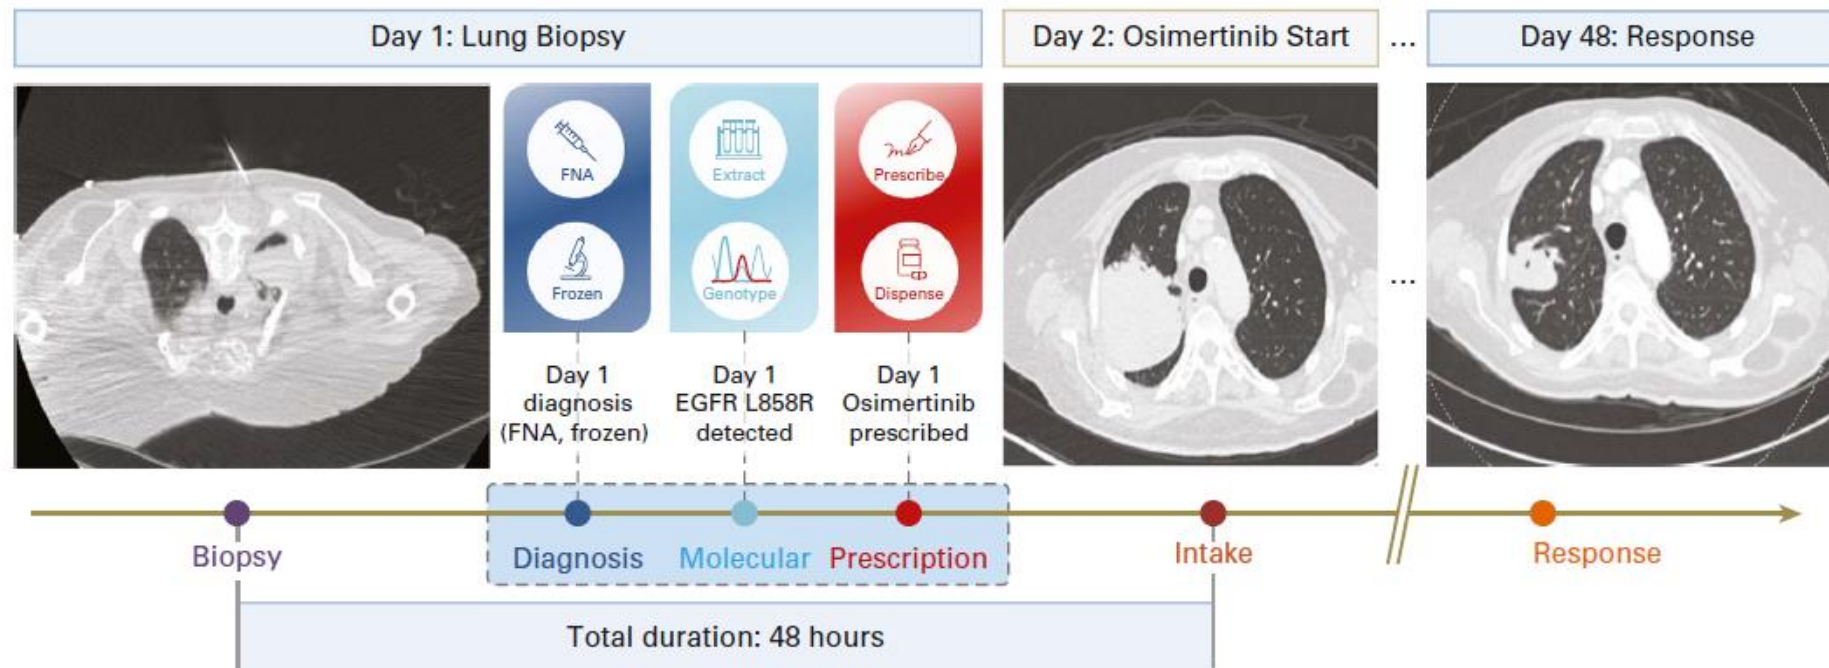 Day 1: Lung Biopsy
Day 2: Osimertinib Start
...
Day 48: Response
FNA
Extract
Prescribe
Frozen
Genotype
Dispense
...
Day 1
diagnosis
(FNA, frozen)
Day 1
EGFR L858R
detected
Day 1
Osimertinib
prescribed
Biopsy
Diagnosis
Molecular
Prescription
Intake
Response
Total duration: 48 hours